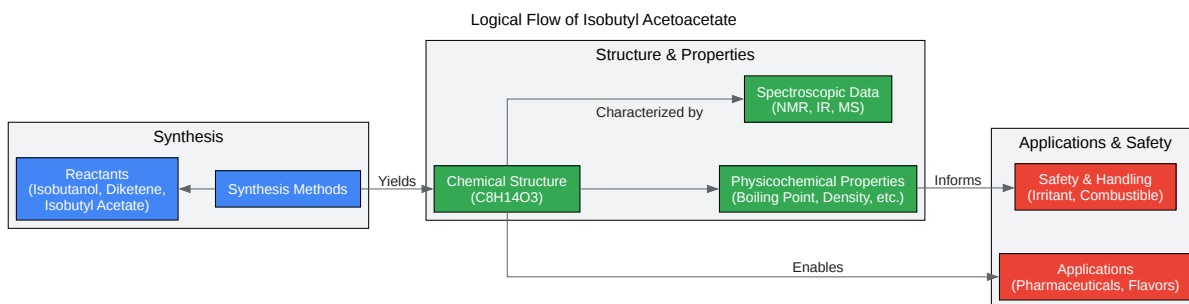 Logical Flow of Isobutyl Acetoacetate
Synthesis
Reactants
(Isobutanol, Diketene,
Isobutyl Acetate)
Synthesis Methods
Yields
Structure & Properties
Spectroscopic Data
(NMR, IR, MS)
Characterized by
Chemical Structure
(C8H14O3)
Physicochemical Properties
(Boiling Point, Density, etc.)
Informs
Enables
Applications & Safety
Safety & Handling
(Irritant, Combustible)
Applications
(Pharmaceuticals, Flavors)